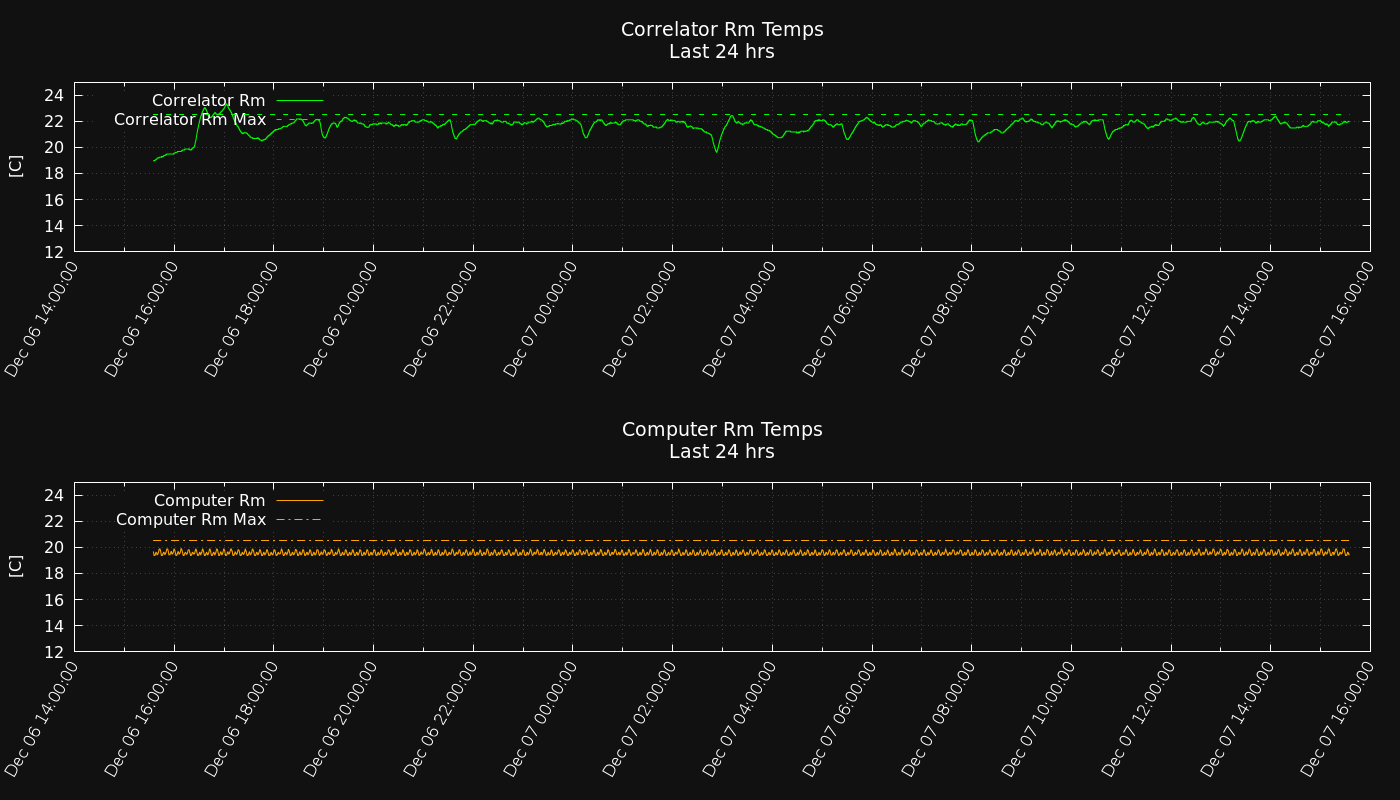 Correlator Rm Temps
Last 24 hrs
Correlator Rm
Correlator Rm Max
[C]
24
22
20
18
16
14
12
Dec 06 14:00:00
Dec 06 16:00:00
Dec 06 18:00:00
Dec 06 20:00:00
Dec 06 22:00:00
Dec 07 00:00:00
Dec 07 02:00:00
Dec 07 04:00:00
Dec 07 06:00:00
Dec 07 08:00:00
Dec 07 10:00:00
Dec 07 12:00:00
Dec 07 14:00:00
Dec 07 16:00:00
Computer Rm Temps
Last 24 hrs
Computer Rm
Computer Rm Max
[C]
24
22
20
18
16
14
12
Dec 06 14:00:00
Dec 06 16:00:00
Dec 06 18:00:00
Dec 06 20:00:00
Dec 06 22:00:00
Dec 07 00:00:00
Dec 07 02:00:00
Dec 07 04:00:00
Dec 07 06:00:00
Dec 07 08:00:00
Dec 07 10:00:00
Dec 07 12:00:00
Dec 07 14:00:00
Dec 07 16:00:00